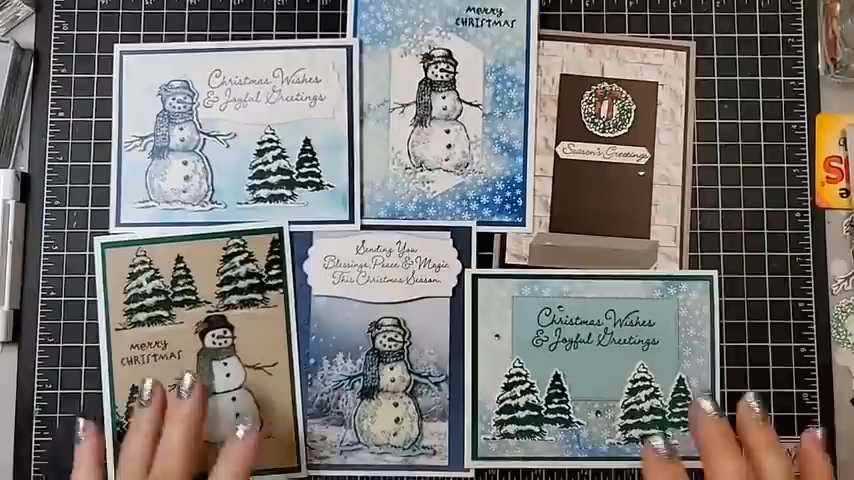 Christmas Wishes
& Joyful Greetings
merry
CHRISTMAS
Season's Greetings
merry
CHRISTMAS
Sending You
Blessings, Peace & Magic
This Christmas Season.
Christmas Wishes
& Joyful Greetings